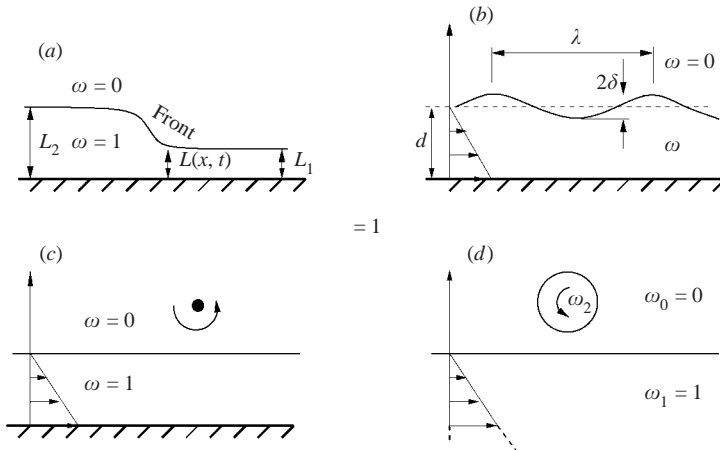 (a)
ω = 0
Front
L₂
ω = 1
L(x, t)
L₁
(b)
λ
ω = 0
2δ
d
ω
= 1
(c)
ω = 0
ω = 1
(d)
ω₂
ω₀ = 0
ω₁ = 1